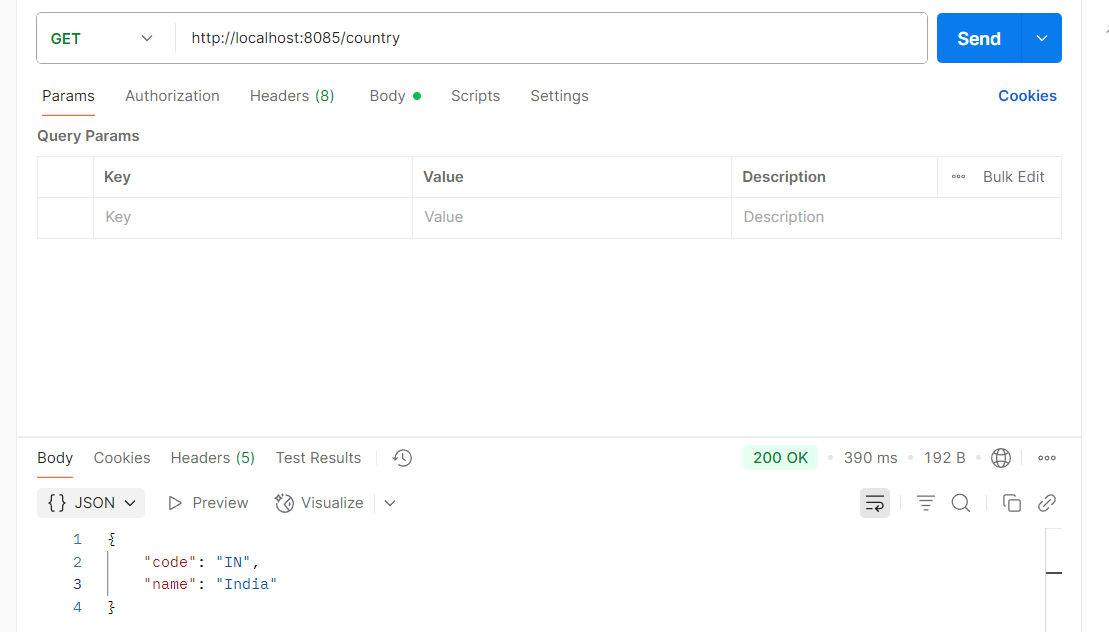 GET http://localhost:8085/country Send
Params Authorization Headers (8) Body Scripts Settings Cookies
Query Params
Key Value Description Bulk Edit
Key Value Description
Body Cookies Headers (5) Test Results 200 OK 390 ms 192 B
{} JSON Preview Visualize
1 {
2 "code": "IN",
3 "name": "India"
4 }